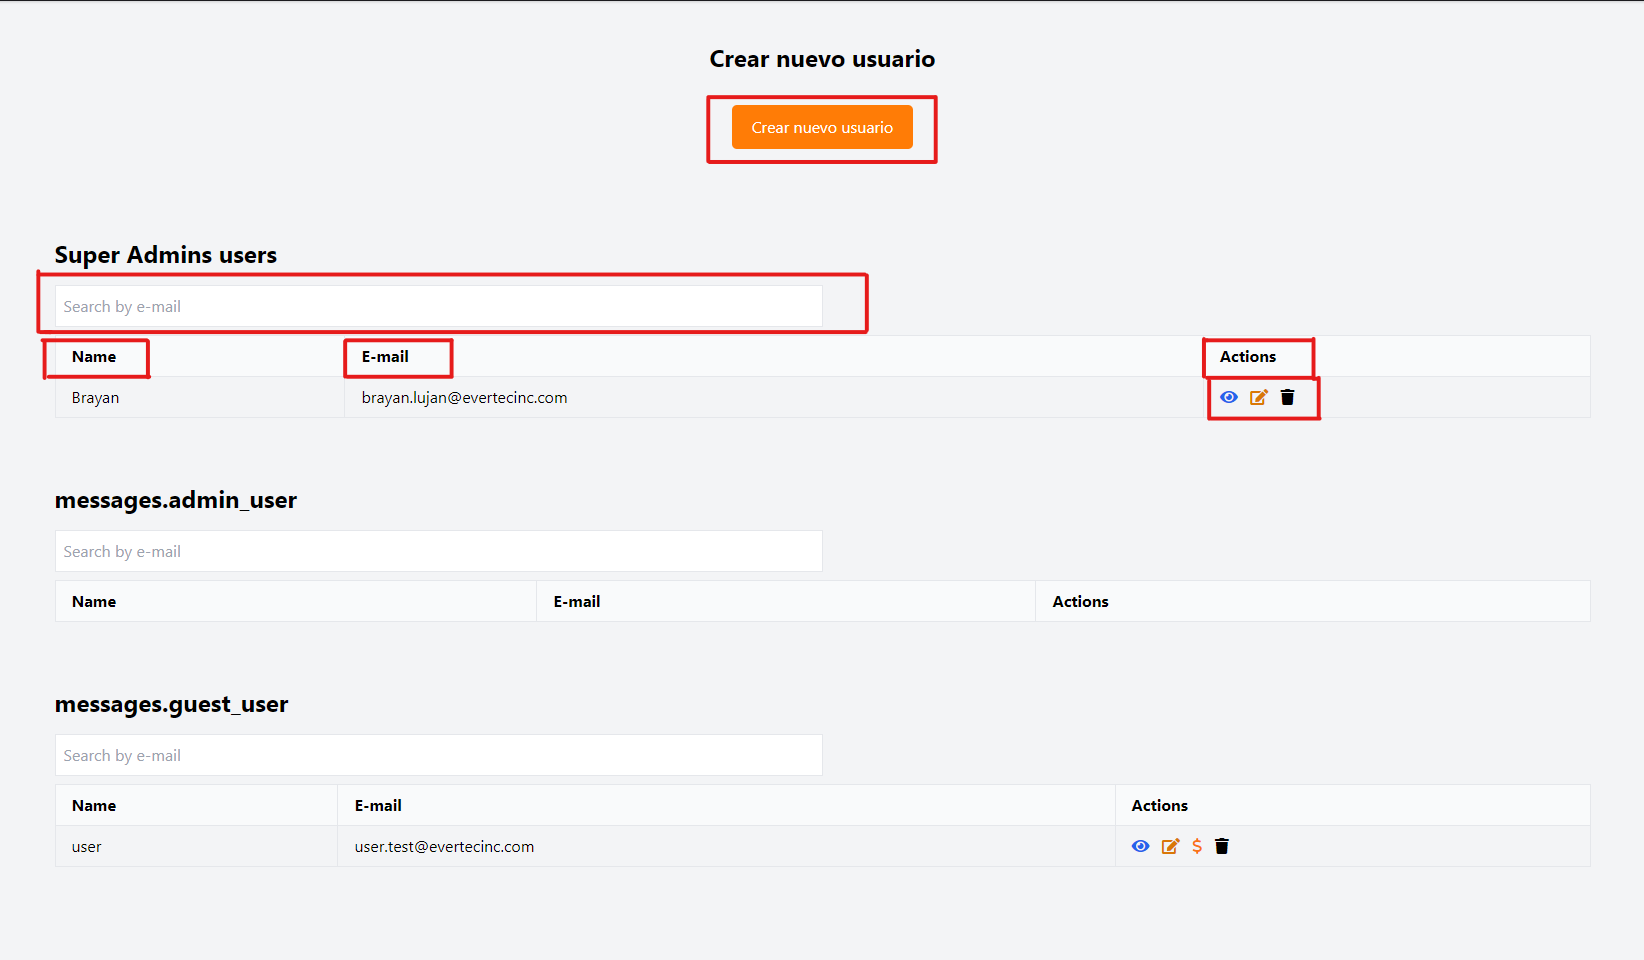 Crear nuevo usuario
Crear nuevo usuario
Super Admins users
Search by e-mail
Name E-mail Actions
Brayan brayan.lujan@evertecinc.com
messages.admin_user
Search by e-mail
Name E-mail Actions
messages.guest_user
Search by e-mail
Name E-mail Actions
user user.test@evertecinc.com $